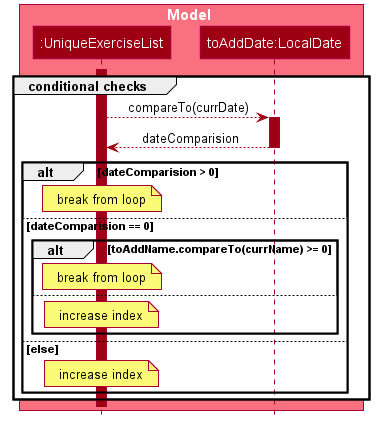 Model
:UniqueExerciseList
toAddDate:LocalDate
conditional checks
compareTo(currDate)
dateComparision
alt
[dateComparision > 0]
break from loop
[dateComparision == 0]
alt
[toAddName.compareTo(currName) >= 0]
break from loop
increase index
[else]
increase index